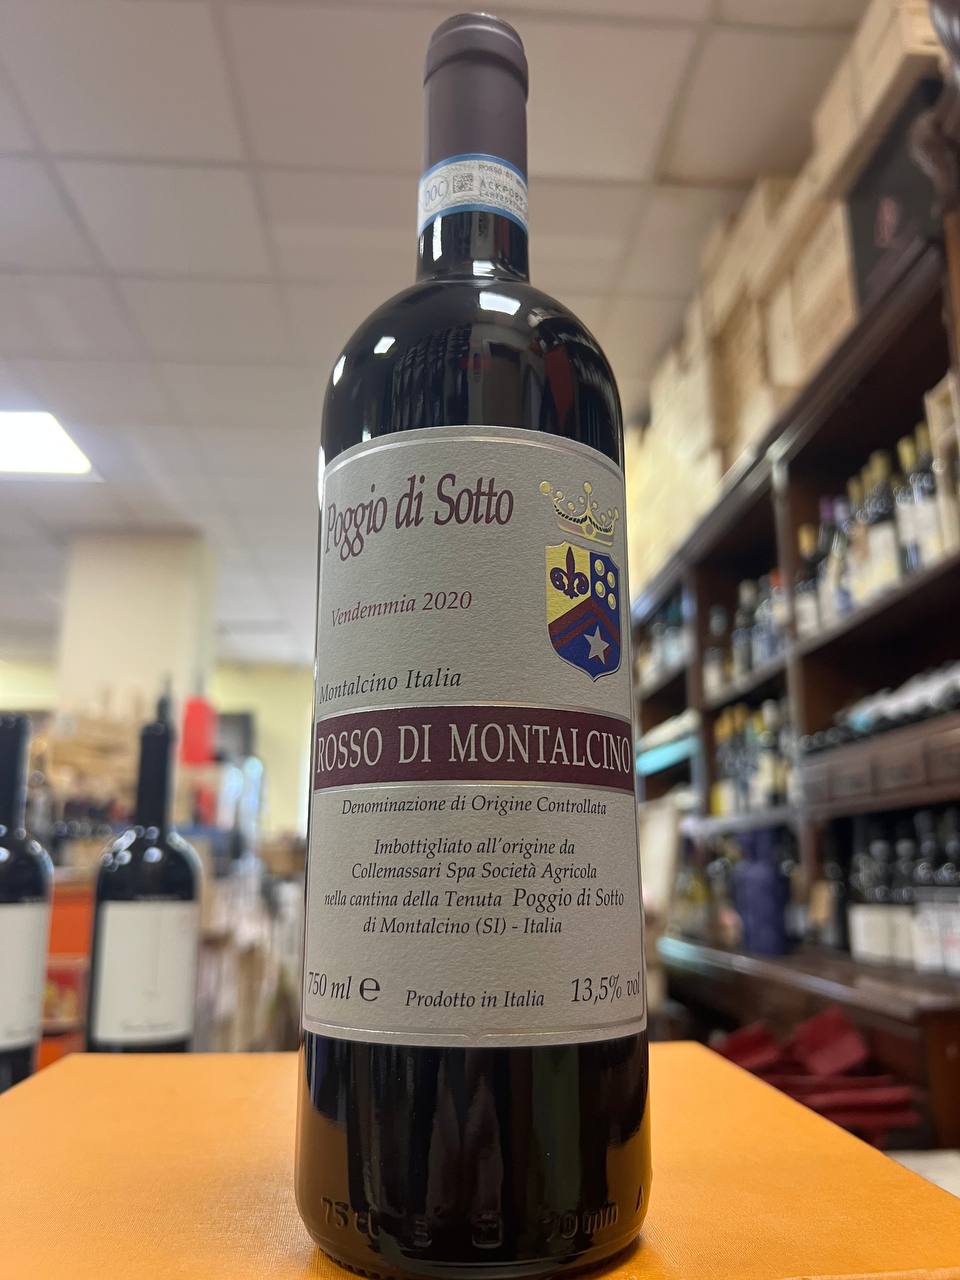 DOC
Poggio di Sotto
Vendemmia 2020
Montalcino Italia
ROSSO DI MONTALCINO
Denominazione di Origine Controllata
Imbottigliato all'origine da
Collemassari Spa Società Agricola
nella cantina della Tenuta Poggio di Sotto
di Montalcino (SI) - Italia
750 ml e Prodotto in Italia 13,5% vol